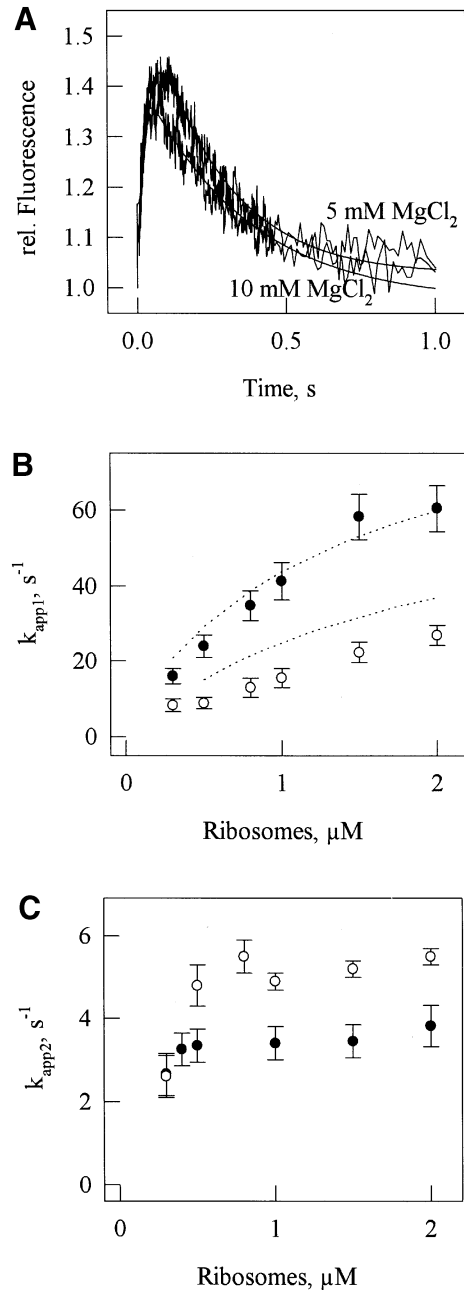 A
1.5
1.4
1.3
1.2
1.1
1.0
rel. Fluorescence
5 mM MgCl2
10 mM MgCl2
0.0 0.5 1.0
Time, s
B
60
40
20
0
kapp1, s-1
0 1 2
Ribosomes, µM
C
6
4
2
0
kapp2, s-1
0 1 2
Ribosomes, µM